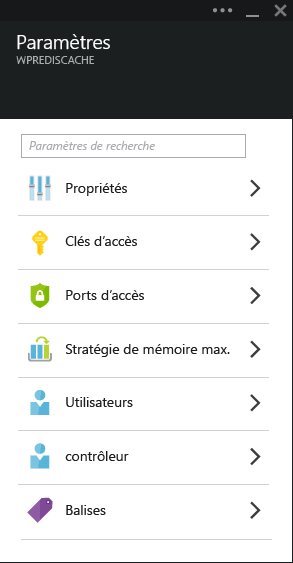 Paramètres
WPREDISCACHE
Paramètres de recherche
Propriétés
Clés d'accès
Ports d'accès
Stratégie de mémoire max.
Utilisateurs
contrôleur
Balises